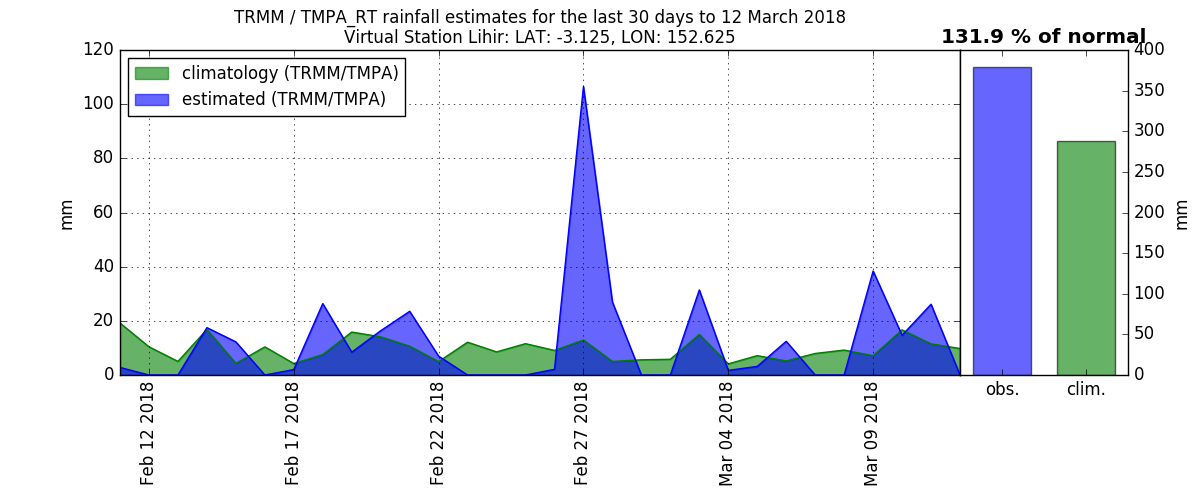 TRMM / TMPA_RT rainfall estimates for the last 30 days to 12 March 2018
Virtual Station Lihir: LAT: -3.125, LON: 152.625
131.9 % of normal
climatology (TRMM/TMPA)
estimated (TRMM/TMPA)
mm
120
100
80
60
40
20
0
Feb 12 2018
Feb 17 2018
Feb 22 2018
Feb 27 2018
Mar 04 2018
Mar 09 2018
obs.
clim.
400
350
300
250
200
150
100
50
0
mm